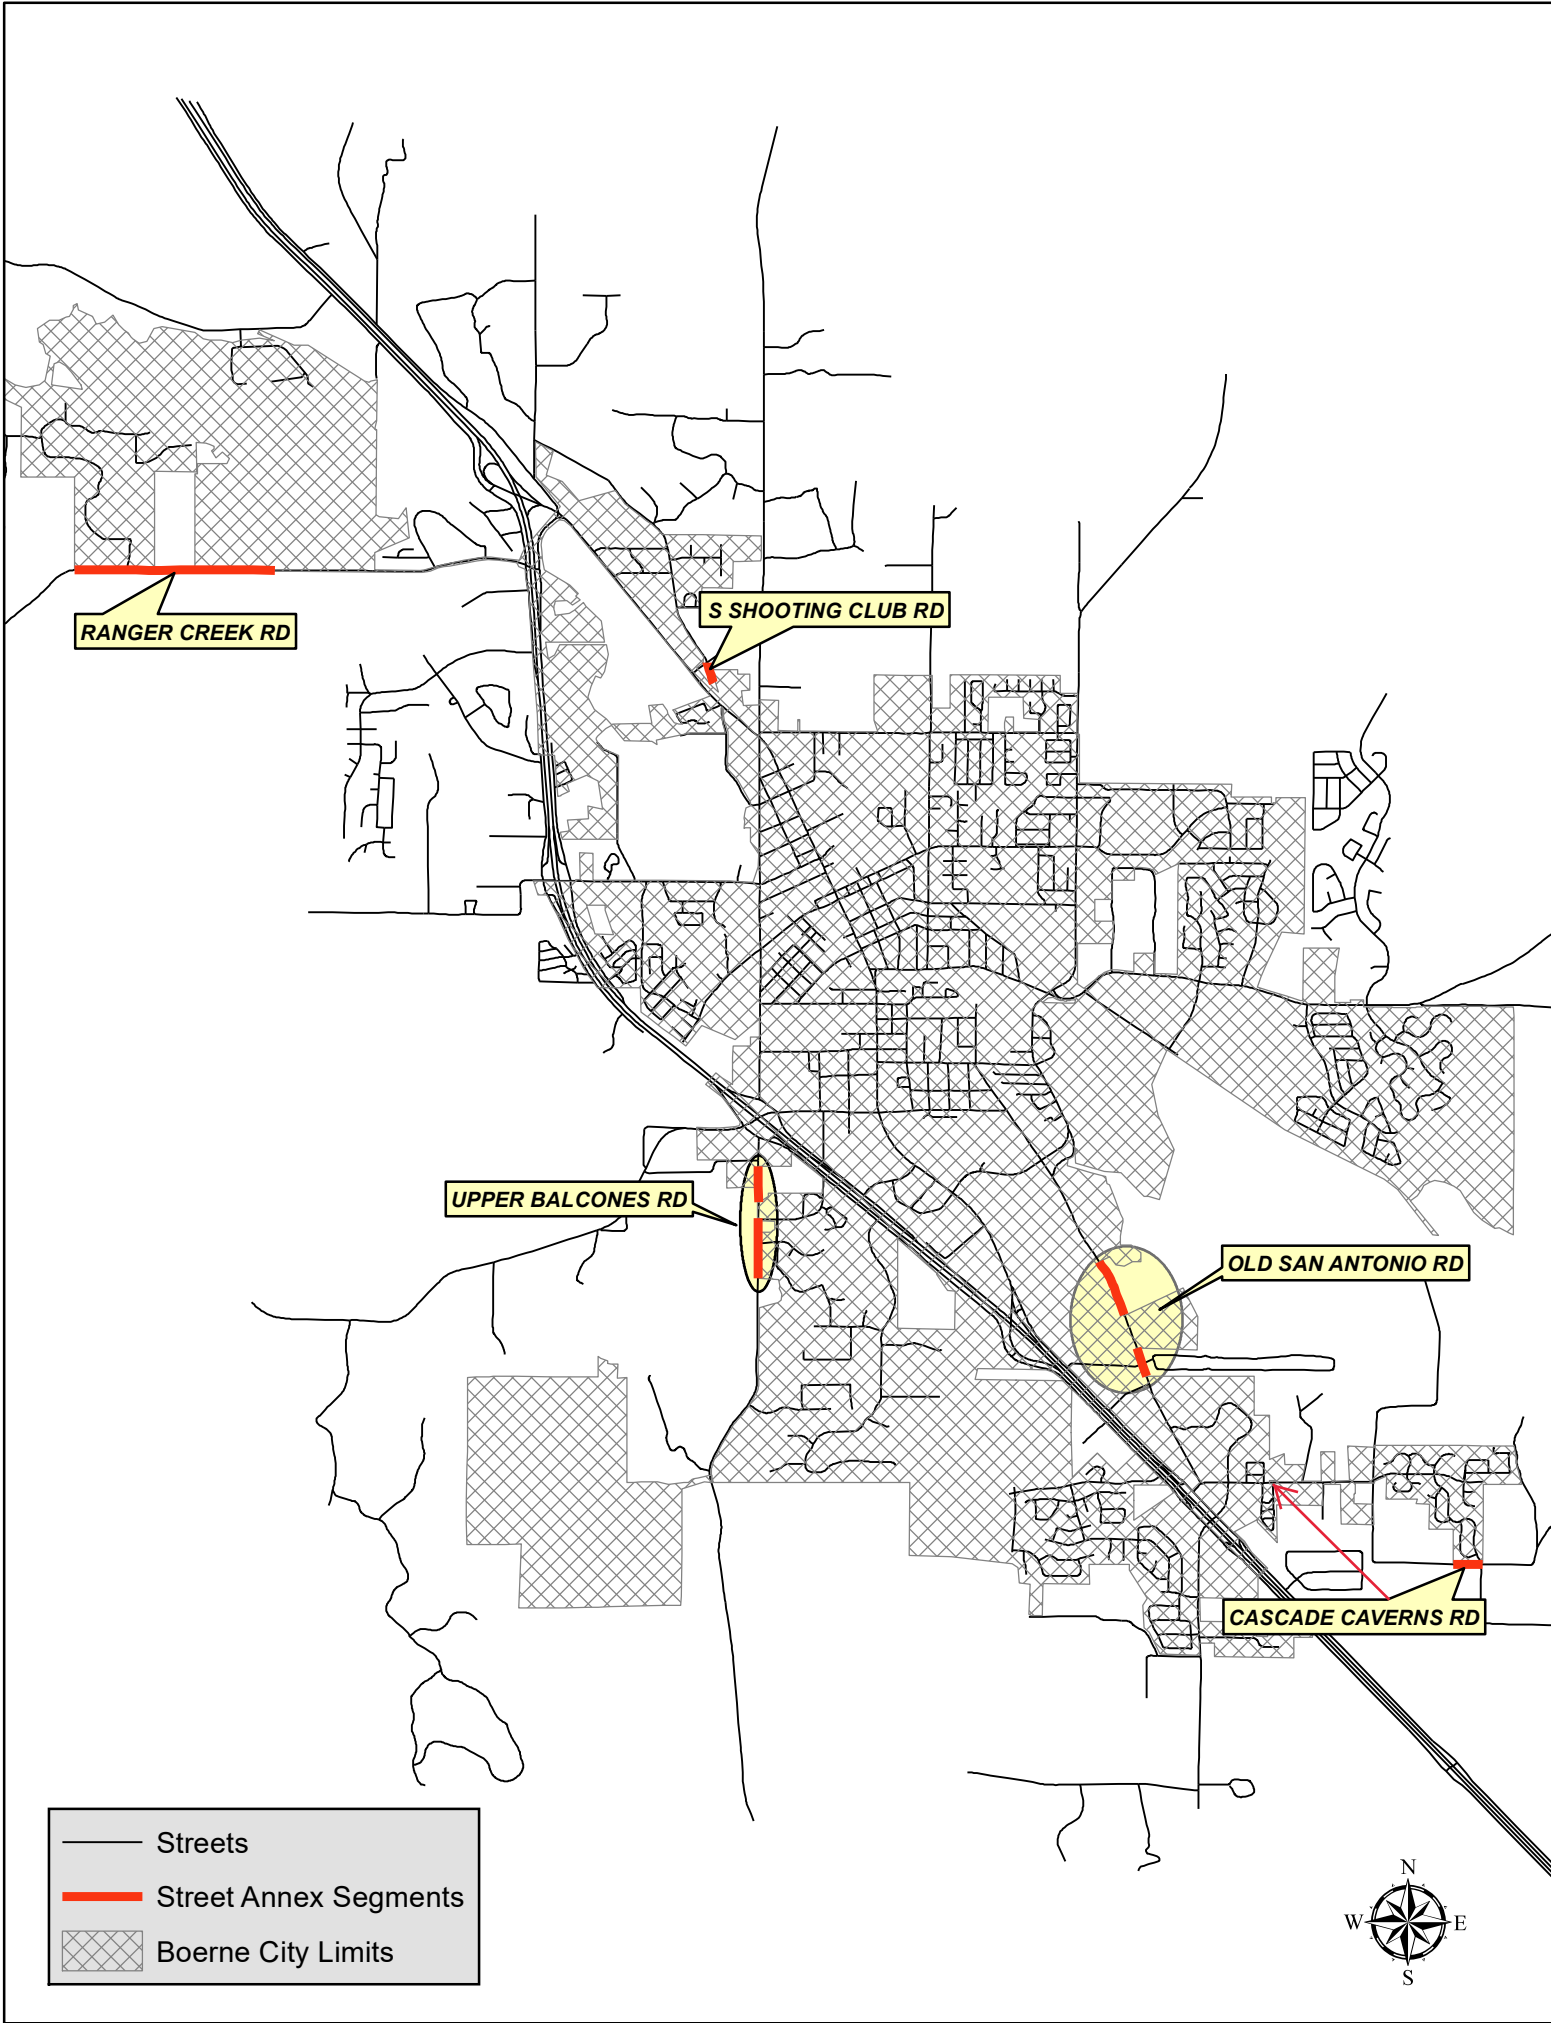 RANGER CREEK RD
S SHOOTING CLUB RD
UPPER BALCONES RD
OLD SAN ANTONIO RD
CASCADE CAVERNS RD
Streets
Street Annex Segments
Boerne City Limits
N
W E
S